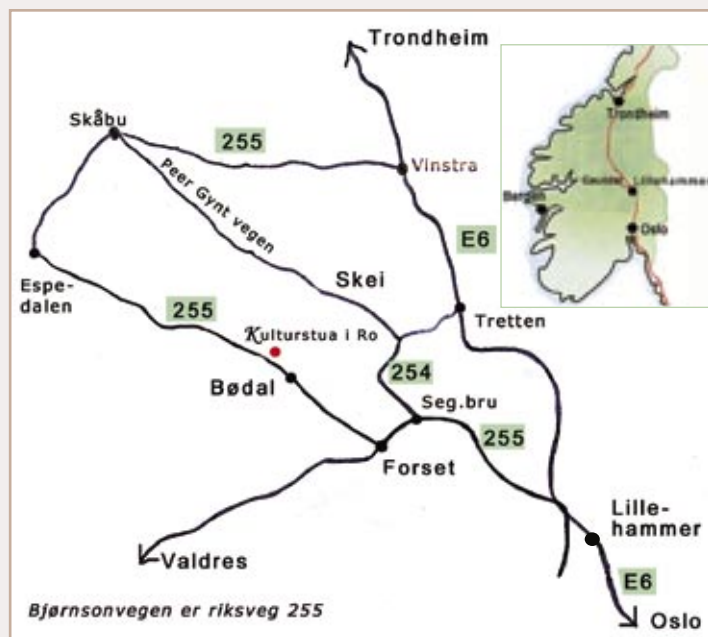 Trondheim
Skåbu
255
Vinstra
Peer Gynt vegen
E6
Skei
Espe-
dalen
255
Kulturstua i Ro
Tretten
Bødal
254
Seg.bru
255
Forset
Lille-
hammer
Valdres
E6
Bjørnsonvegen er riksveg 255
Oslo
Trondheim
Lillehammer
Bergen
Oslo